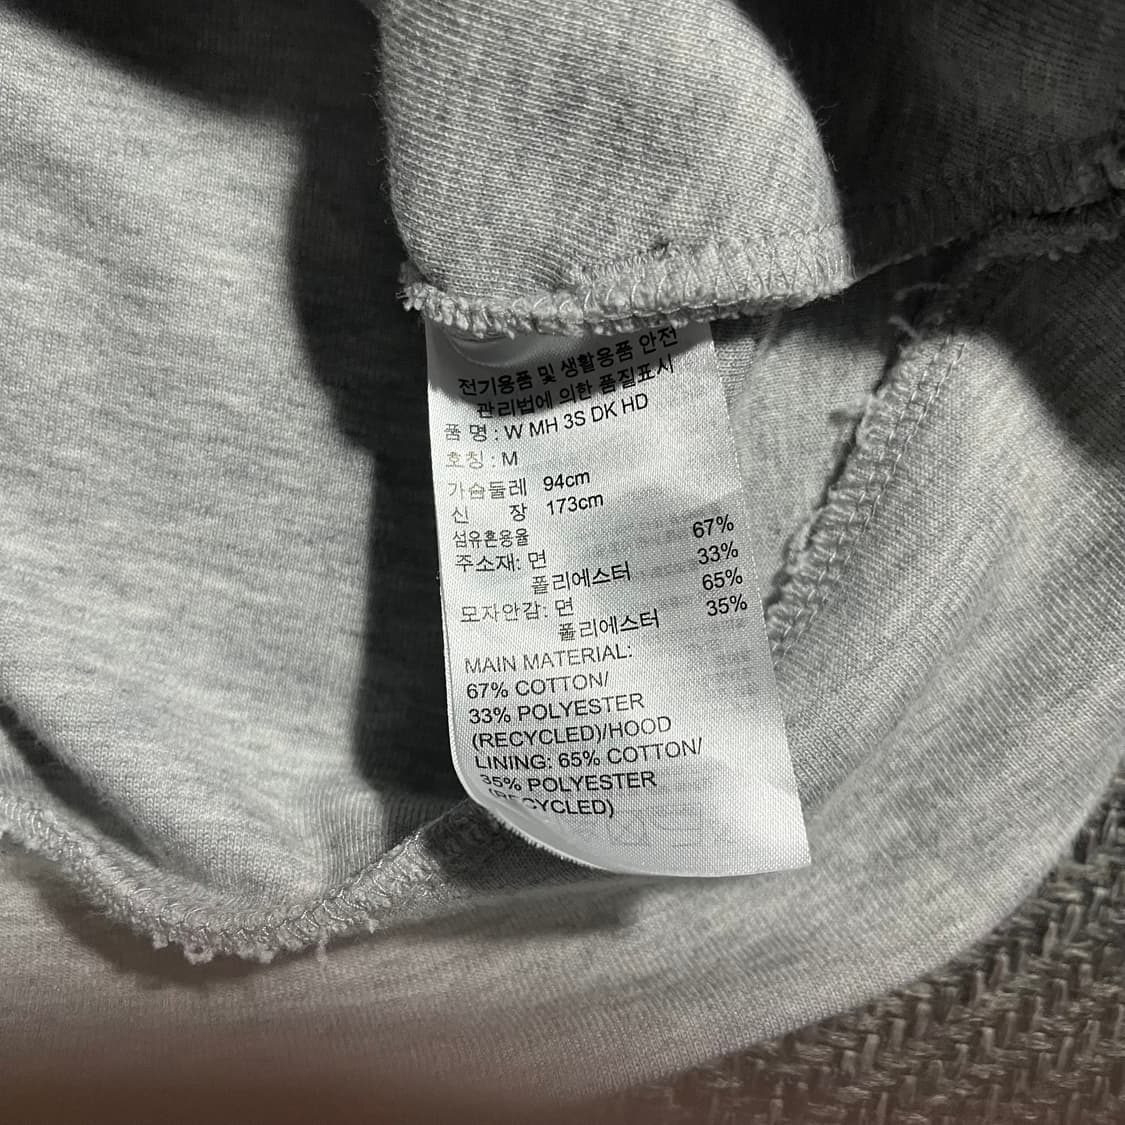 전기용품 및 생활용품 안전
관리법에 의한 품질표시
품 명 : W MH 3S DK HD
호칭 : M
가슴둘레 94cm
신 장 173cm
섬유혼용율
주소재: 면 67%
폴리에스터 33%
모자안감: 면 65%
폴리에스터 35%
MAIN MATERIAL:
67% COTTON/
33% POLYESTER
(RECYCLED)/HOOD
LINING: 65% COTTON/
35% POLYESTER
(RECYCLED)